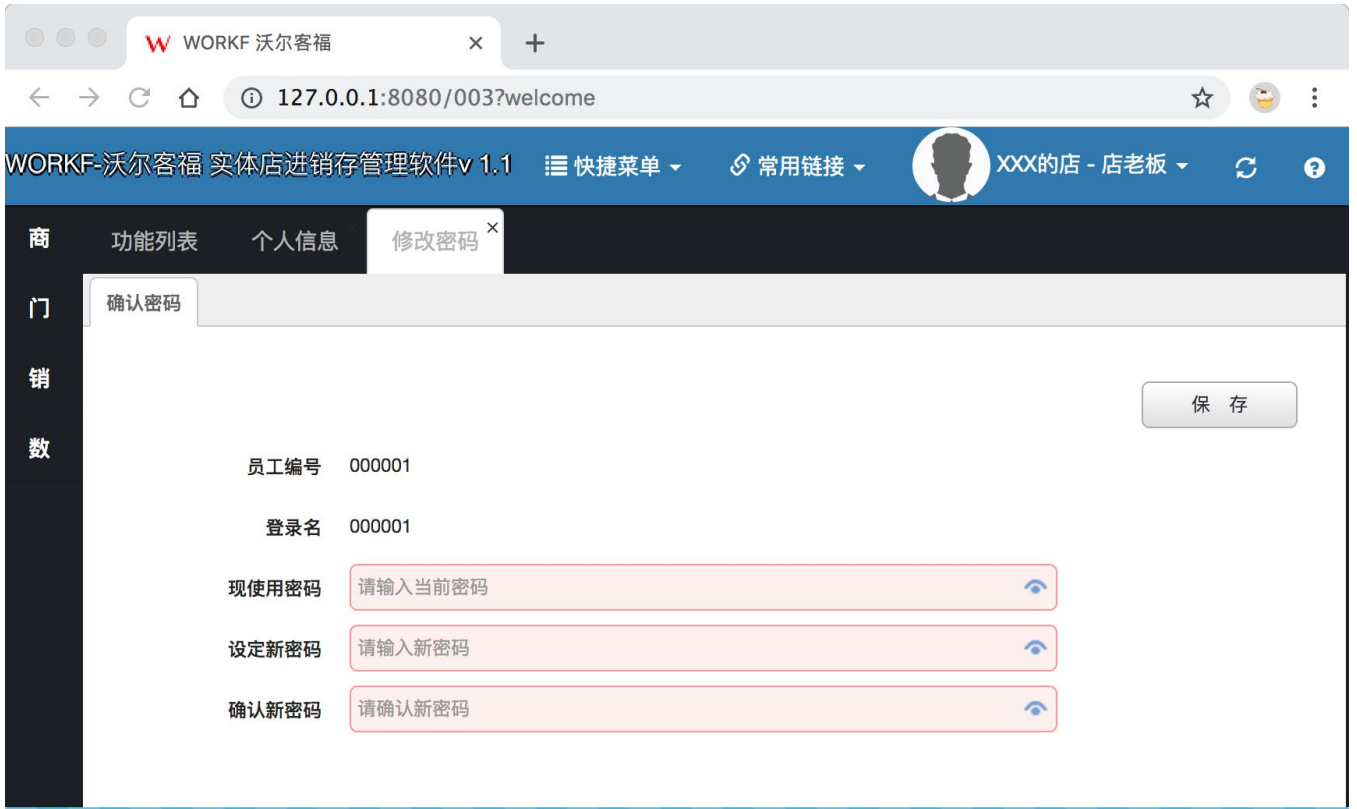 WORKF 沃尔客福
127.0.0.1:8080/003?welcome
WORKF-沃尔客福 实体店进销存管理软件v 1.1 快捷菜单 常用链接 XXX的店 - 店老板
商 功能列表 个人信息 修改密码
门 确认密码
销 保 存
数
员工编号 000001
登录名 000001
现使用密码 请输入当前密码
设定新密码 请输入新密码
确认新密码 请确认新密码